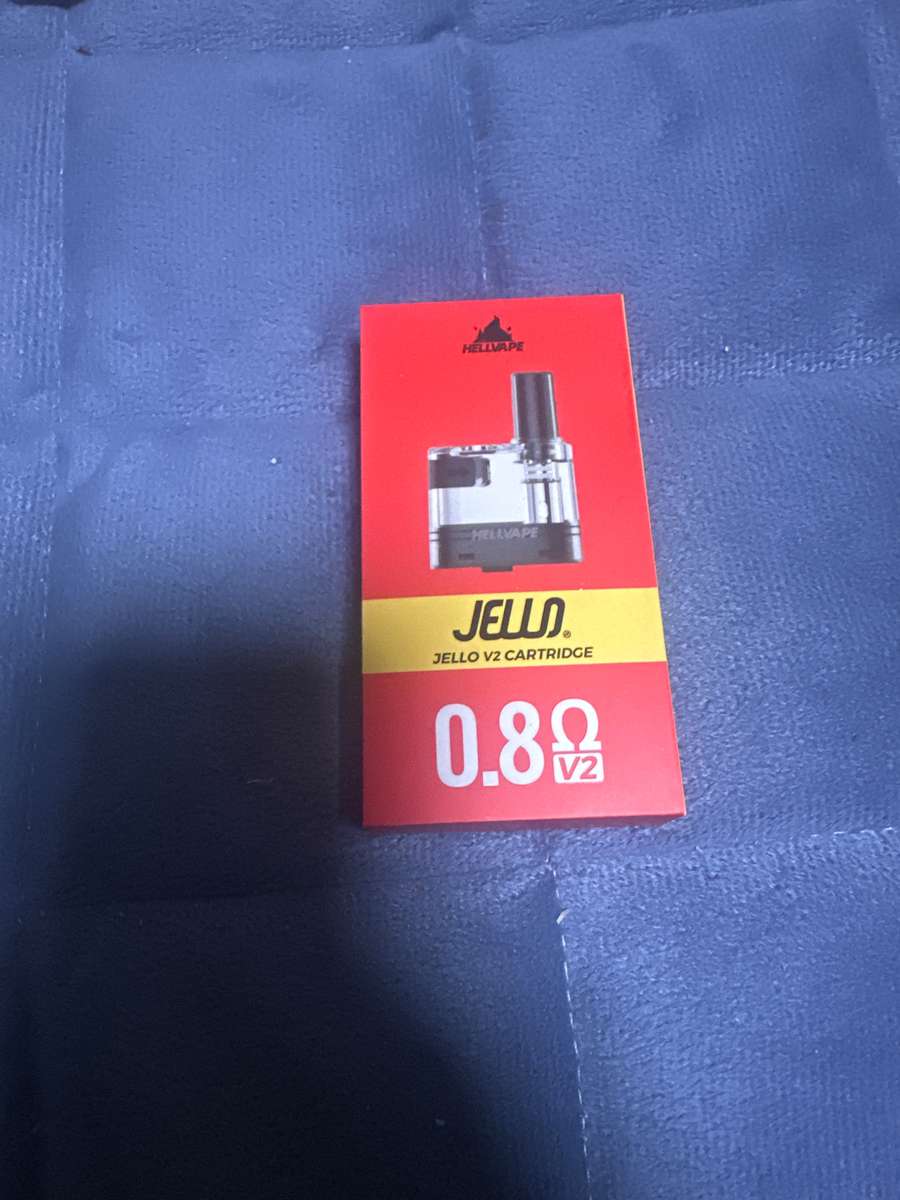 HELLVAPE
HELLVAPE
JELLO®
JELLO V2 CARTRIDGE
0.8Ω
V2